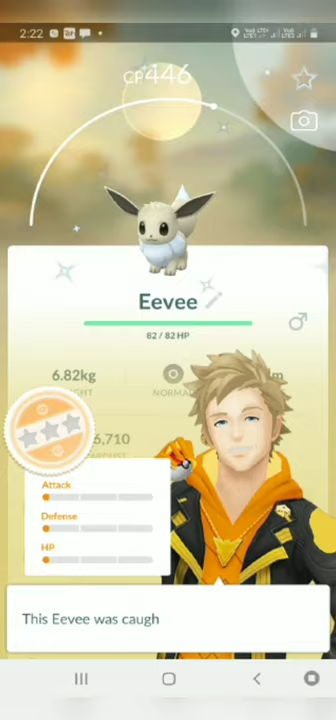 2:22
CP446
Eevee
82 / 82 HP
6.82kg
NORMAL
6,710
Attack
Defense
HP
This Eevee was caugh